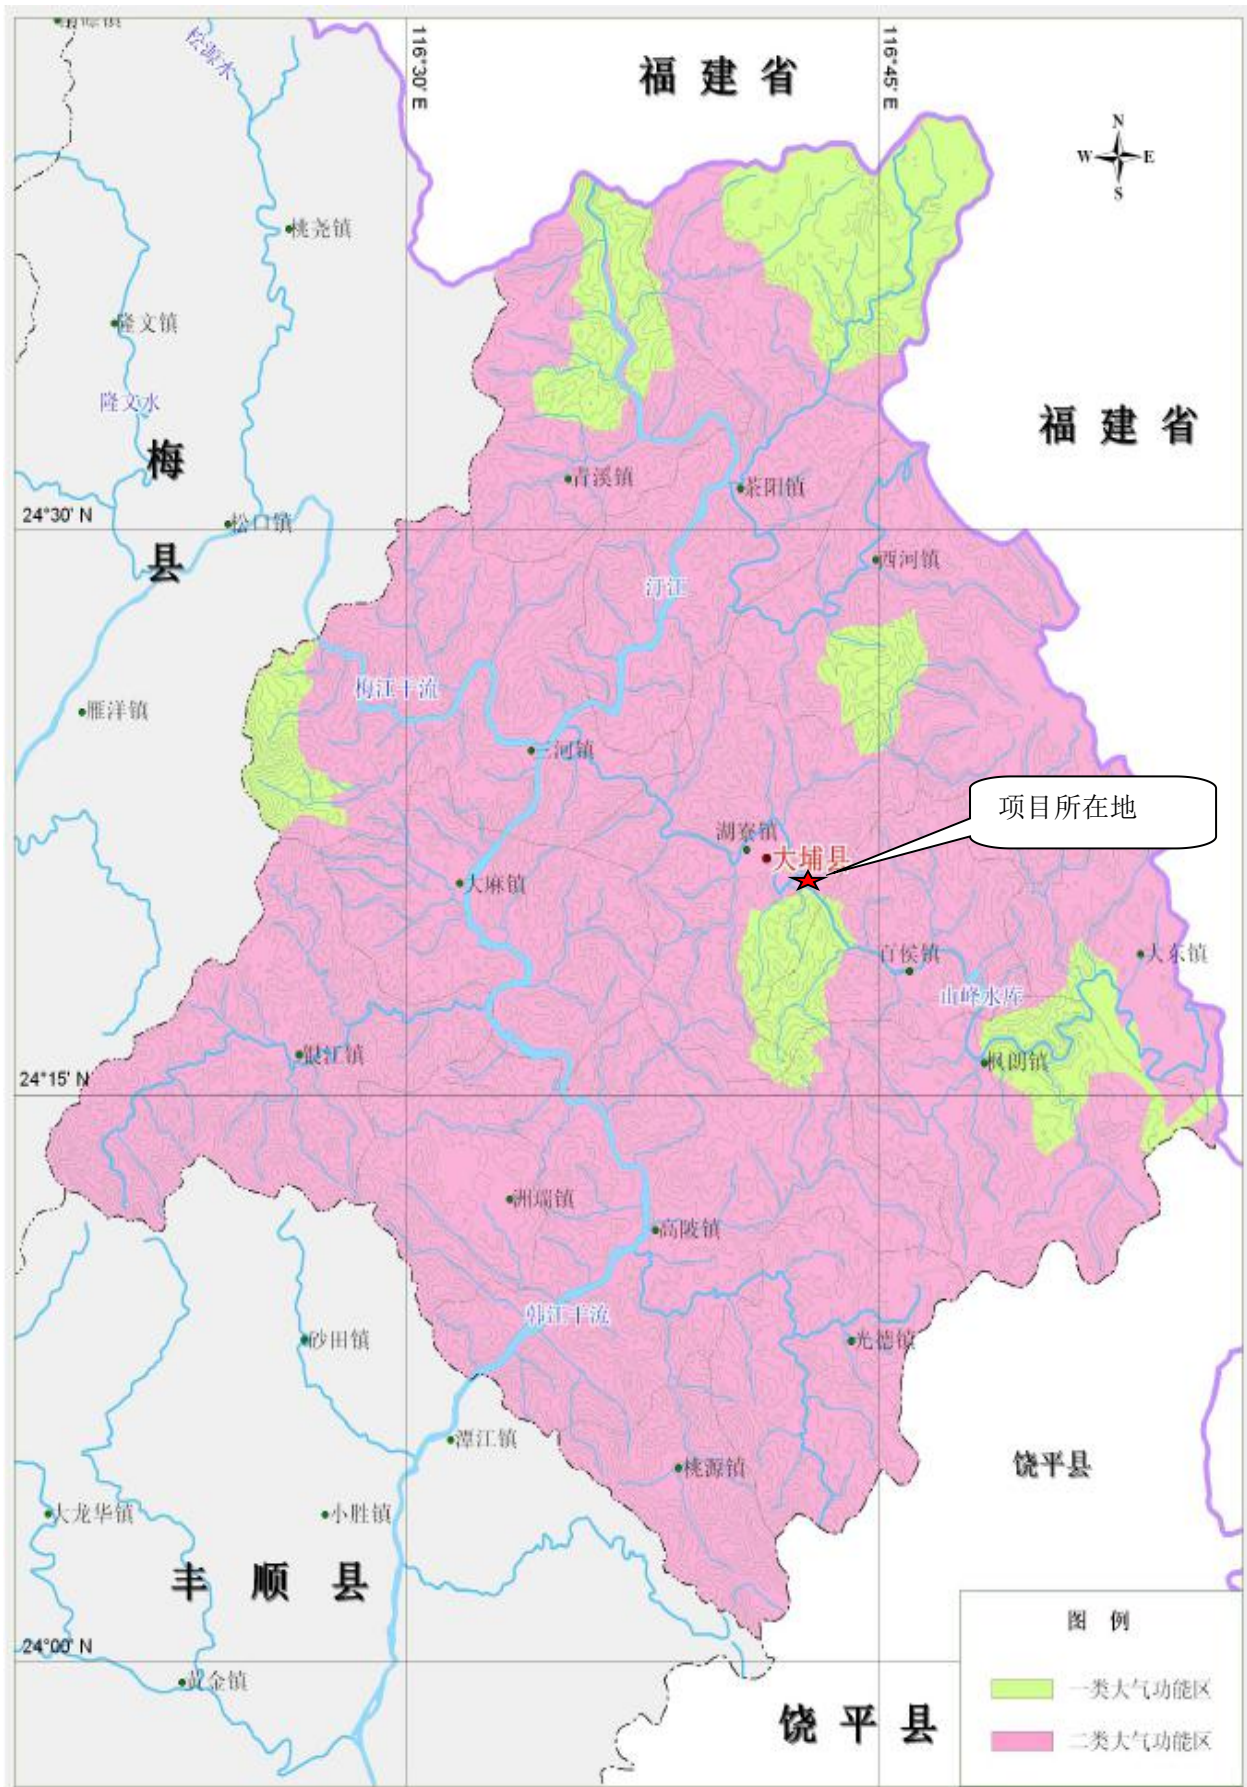 松源水
116°30′ E
116°45′ E
福建省
N
W
E
S
桃尧镇
隆文镇
隆文水
梅县
福建省
青溪镇
茶阳镇
24°30′ N
松口镇
西河镇
汀江
梅江干流
雁洋镇
三河镇
项目所在地
湖寮镇
大埔县
大麻镇
百侯镇
大东镇
山峰水库
银江镇
枫朗镇
24°15′ N
洲瑞镇
高陂镇
韩江干流
砂田镇
光德镇
潭江镇
桃源镇
饶平县
大龙华镇
小胜镇
丰顺县
24°00′ N
黄金镇
饶平县
图 例
一类大气功能区
二类大气功能区